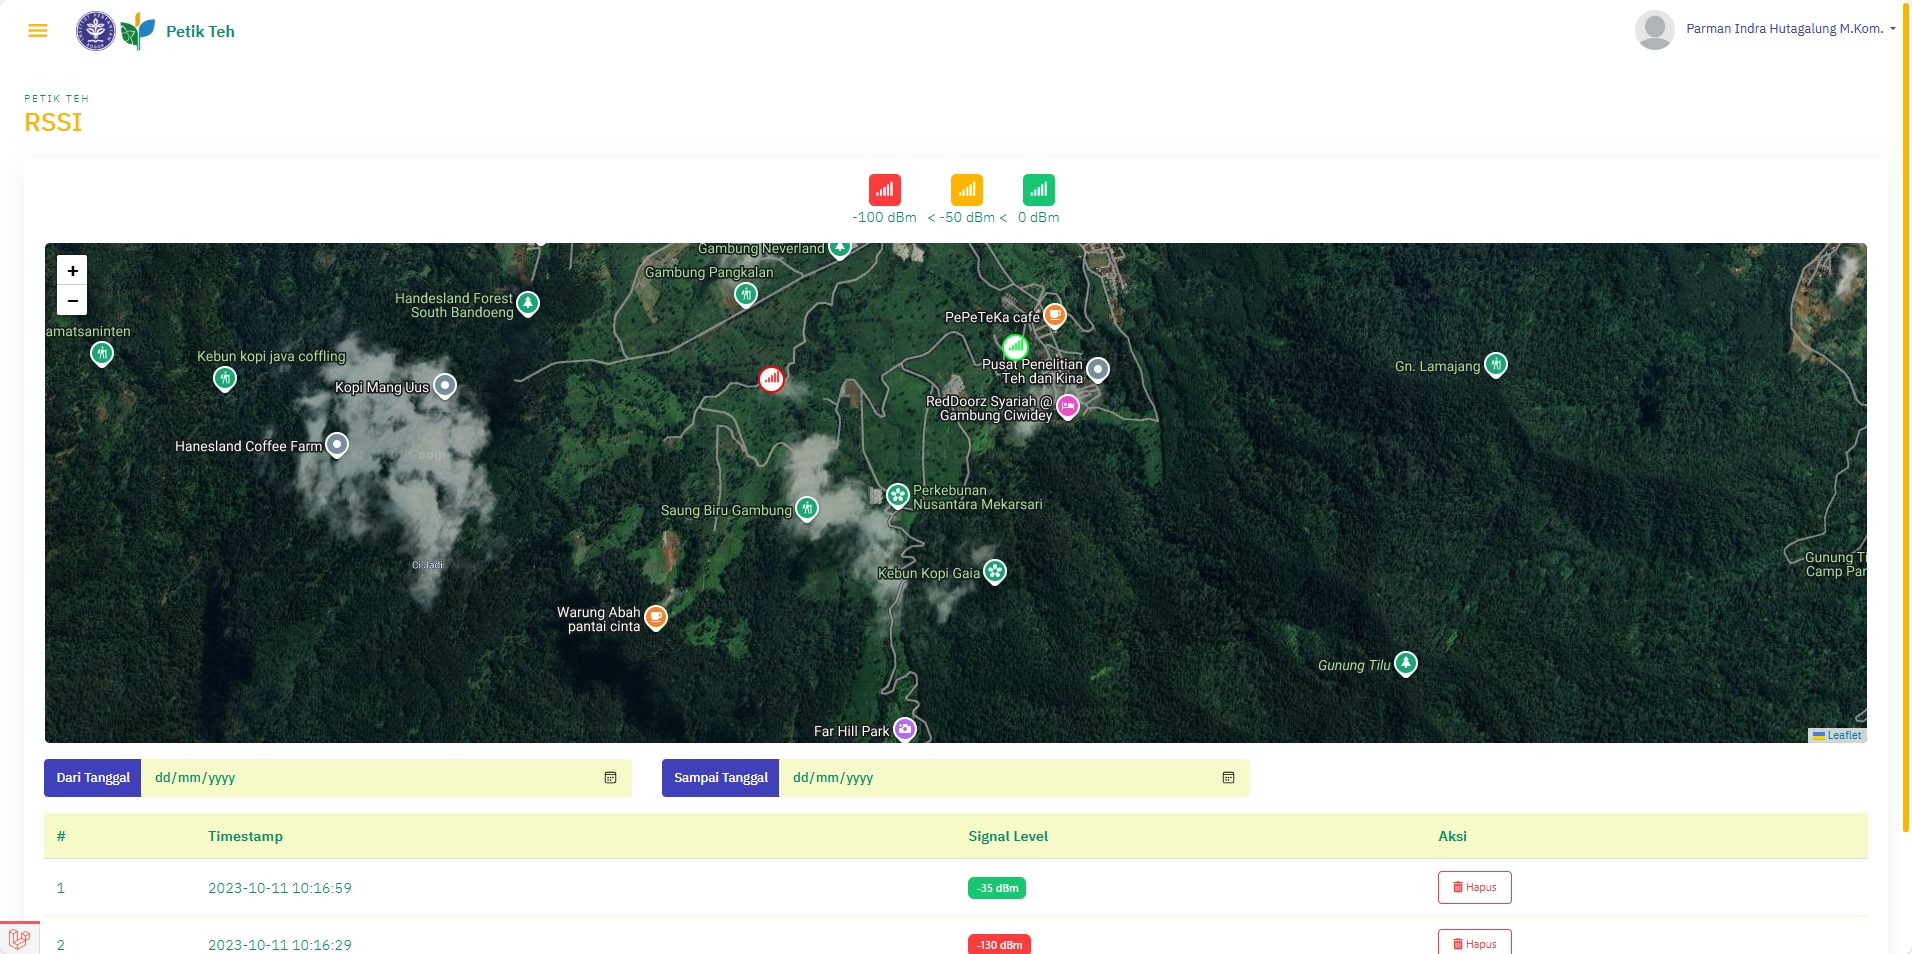 Petik Teh
Parman Indra Hutagalung M.Kom.
PETIK TEH
RSSI
-100 dBm < -50 dBm < 0 dBm
+
−
Gambung Neverland
Gambung Pangkalan
Handesland Forest
South Bandoeng
PePeTeKa cafe
amatsaninten
Kebun kopi java coffling
Kopi Mang Uus
Pusat Penelitian
Teh dan Kina
Gn. Lamajang
RedDoorz Syariah @
Gambung Ciwidey
Hanesland Coffee Farm
Google
Perkebunan
Nusantara Mekarsari
Saung Biru Gambung
Ci Jadi
Kebun Kopi Gaia
Gunung Ti
Camp Par
Warung Abah
pantai cinta
Gunung Tilu
Far Hill Park
Leaflet
Dari Tanggal dd/mm/yyyy
Sampai Tanggal dd/mm/yyyy
# Timestamp Signal Level Aksi
1 2023-10-11 10:16:59 -35 dBm Hapus
2 2023-10-11 10:16:29 -130 dBm Hapus